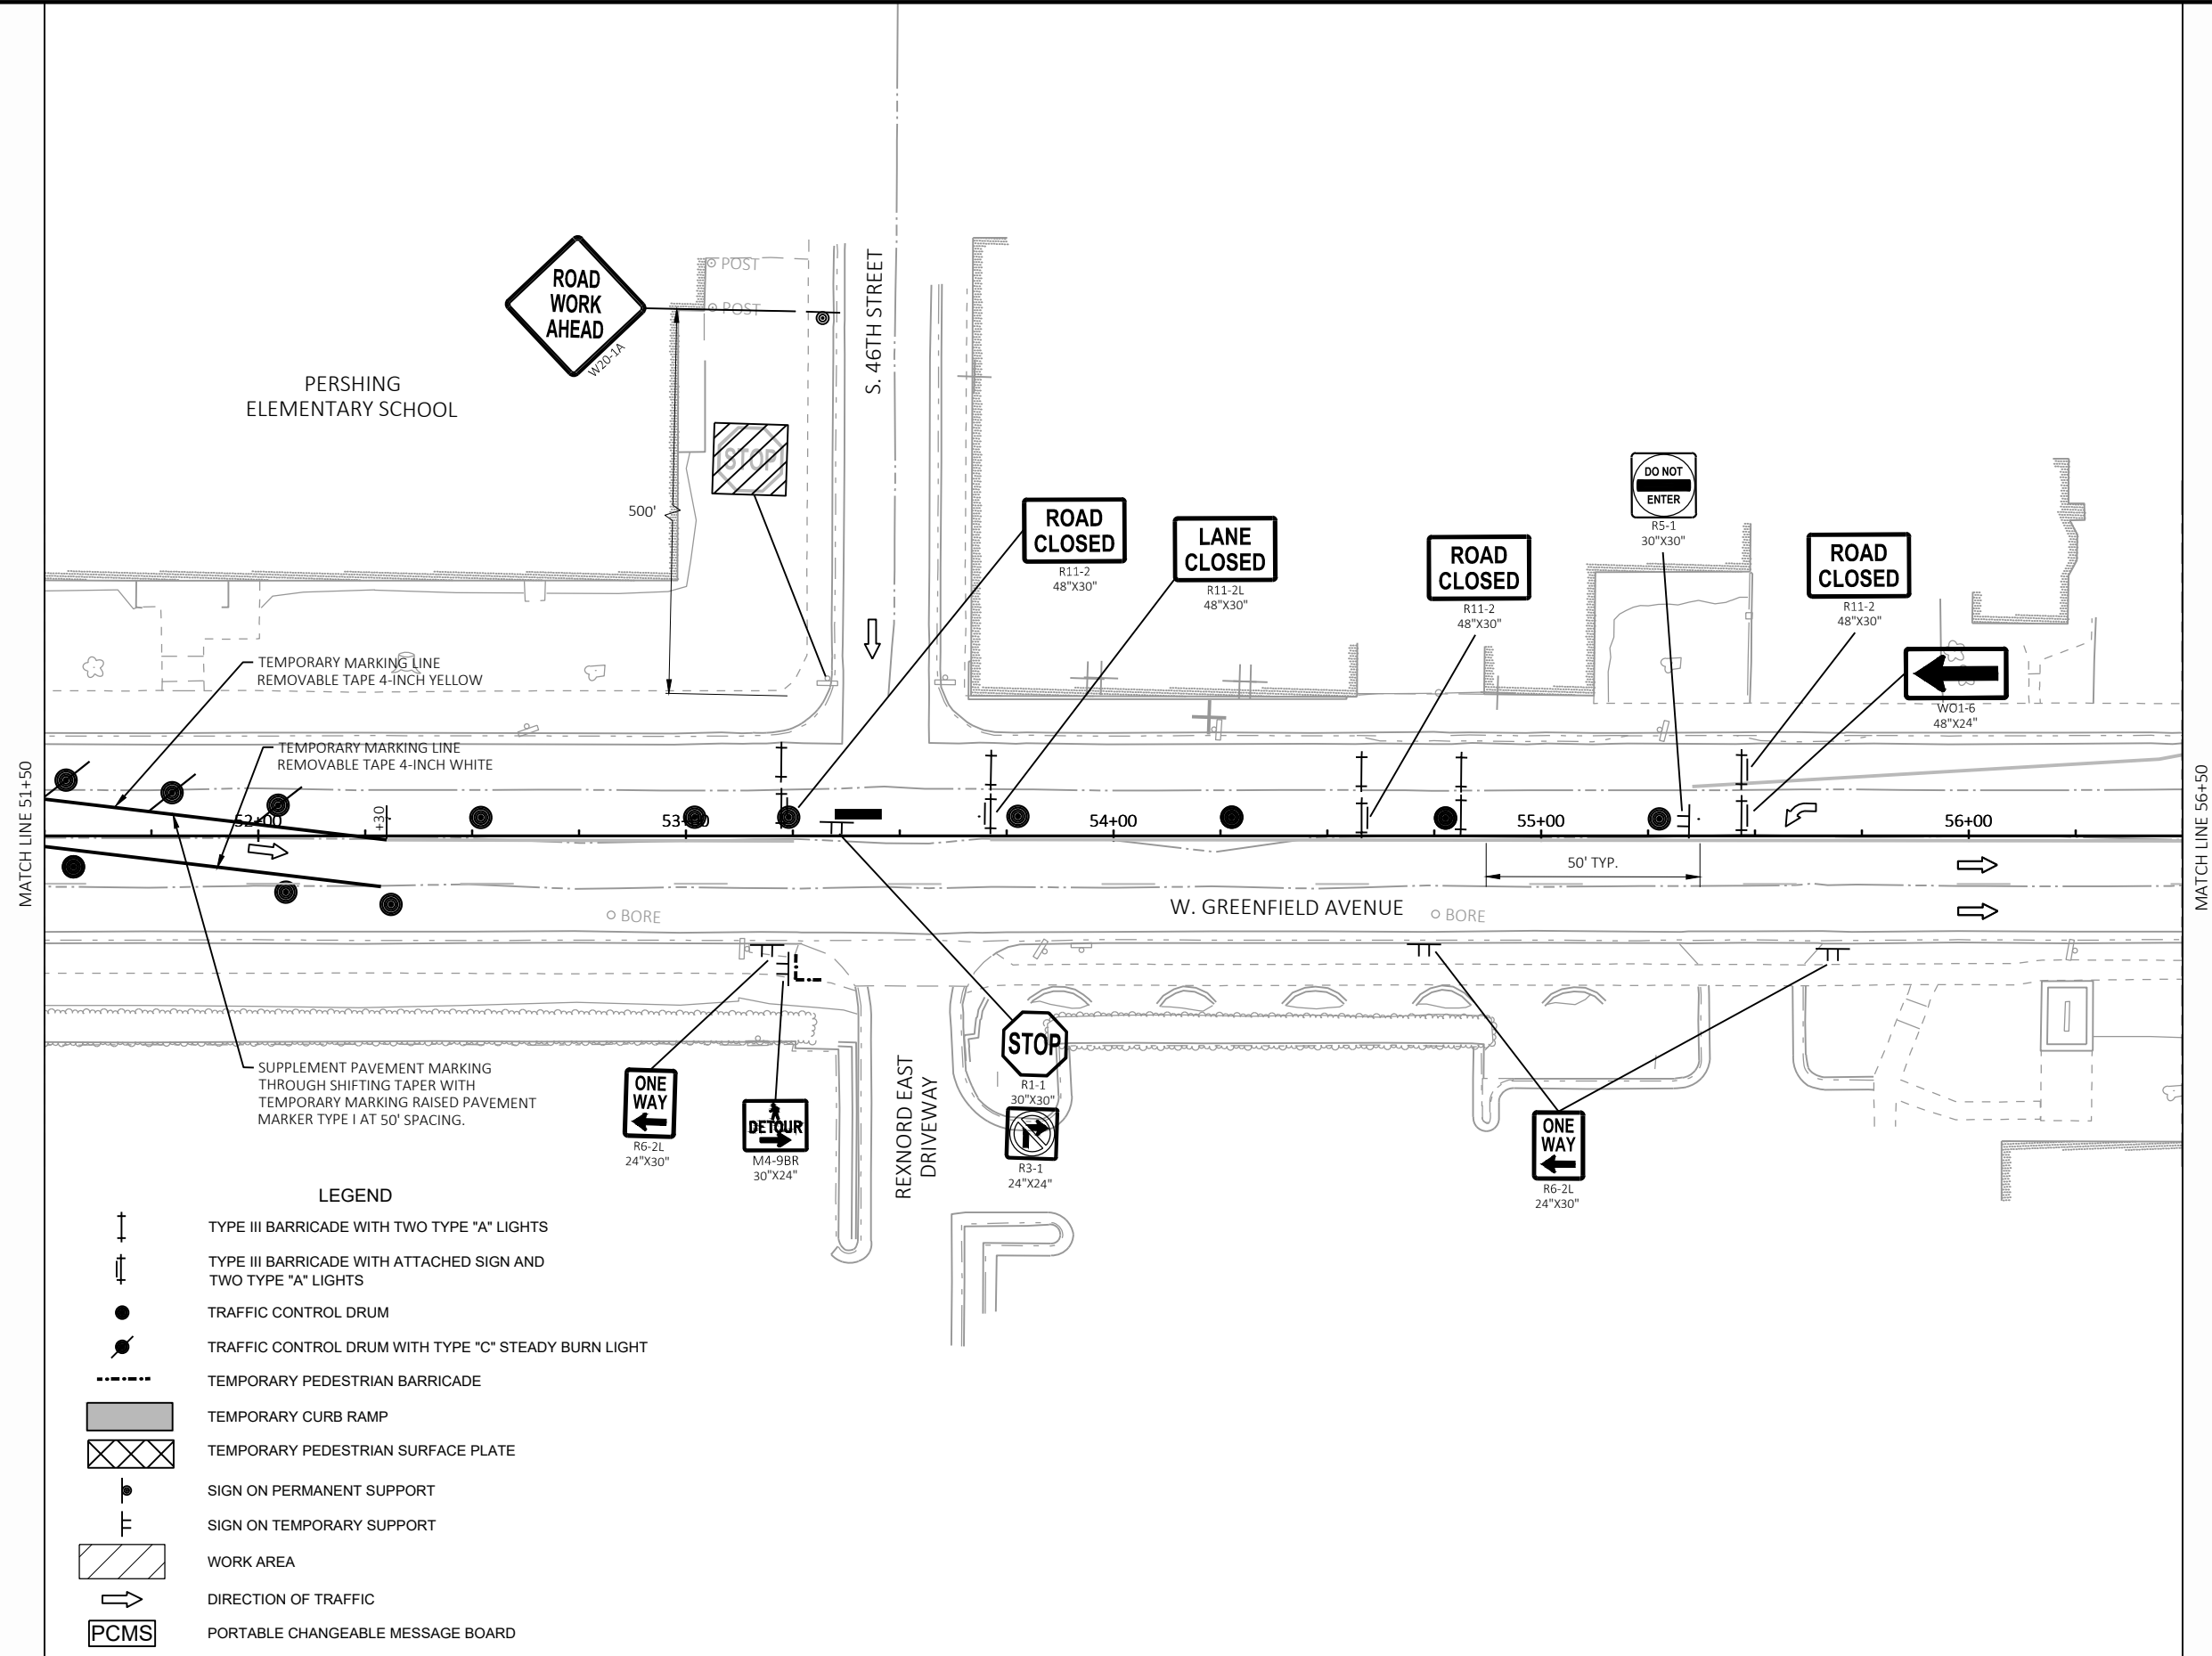 POST
POST
ROAD
WORK
AHEAD
W20-1A
S. 46TH STREET
PERSHING
ELEMENTARY SCHOOL
STOP
500'
ROAD
CLOSED
R11-2
48"X30"
LANE
CLOSED
R11-2L
48"X30"
ROAD
CLOSED
R11-2
48"X30"
DO NOT
ENTER
R5-1
30"X30"
ROAD
CLOSED
R11-2
48"X30"
WO1-6
48"X24"
TEMPORARY MARKING LINE
REMOVABLE TAPE 4-INCH YELLOW
TEMPORARY MARKING LINE
REMOVABLE TAPE 4-INCH WHITE
MATCH LINE 51+50
MATCH LINE 56+50
52+00
+30
53+00
54+00
55+00
56+00
50' TYP.
BORE
W. GREENFIELD AVENUE
BORE
SUPPLEMENT PAVEMENT MARKING
THROUGH SHIFTING TAPER WITH
TEMPORARY MARKING RAISED PAVEMENT
MARKER TYPE I AT 50' SPACING.
ONE
WAY
R6-2L
24"X30"
DETOUR
M4-9BR
30"X24"
REXNORD EAST
DRIVEWAY
STOP
R1-1
30"X30"
R3-1
24"X24"
ONE
WAY
R6-2L
24"X30"
LEGEND
TYPE III BARRICADE WITH TWO TYPE "A" LIGHTS
TYPE III BARRICADE WITH ATTACHED SIGN AND
TWO TYPE "A" LIGHTS
TRAFFIC CONTROL DRUM
TRAFFIC CONTROL DRUM WITH TYPE "C" STEADY BURN LIGHT
TEMPORARY PEDESTRIAN BARRICADE
TEMPORARY CURB RAMP
TEMPORARY PEDESTRIAN SURFACE PLATE
SIGN ON PERMANENT SUPPORT
SIGN ON TEMPORARY SUPPORT
WORK AREA
DIRECTION OF TRAFFIC
PCMS
PORTABLE CHANGEABLE MESSAGE BOARD